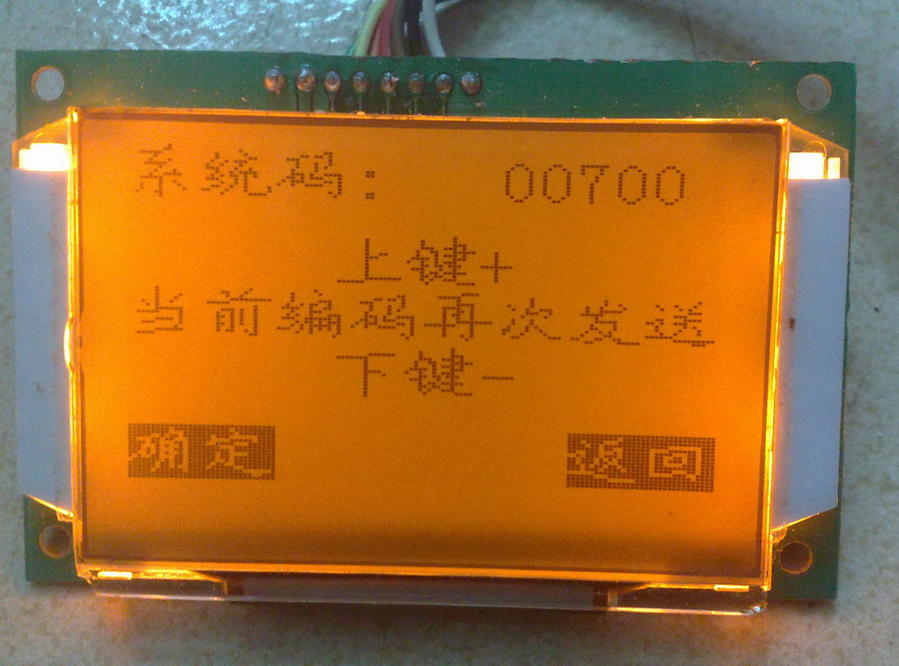 系统码: 00700
上键+
当前编码再次发送
下键-
确定 返回